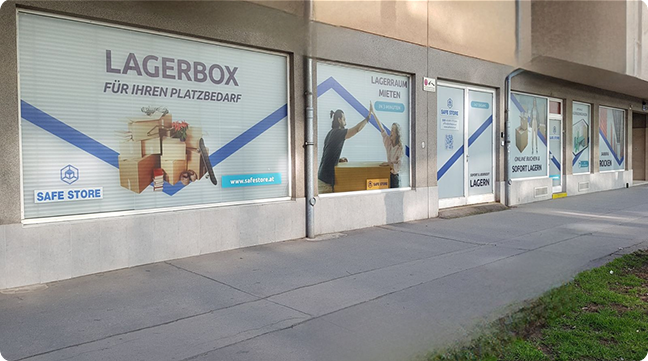 LAGERBOX
FÜR IHREN PLATZBEDARF
SAFE STORE
www.safestore.at
LAGERRAUM
MIETEN
SAFE STORE
SAFE
STORE
LAGERN
ONLINE BUCHEN &
SOFORT LAGERN
ROCKEN